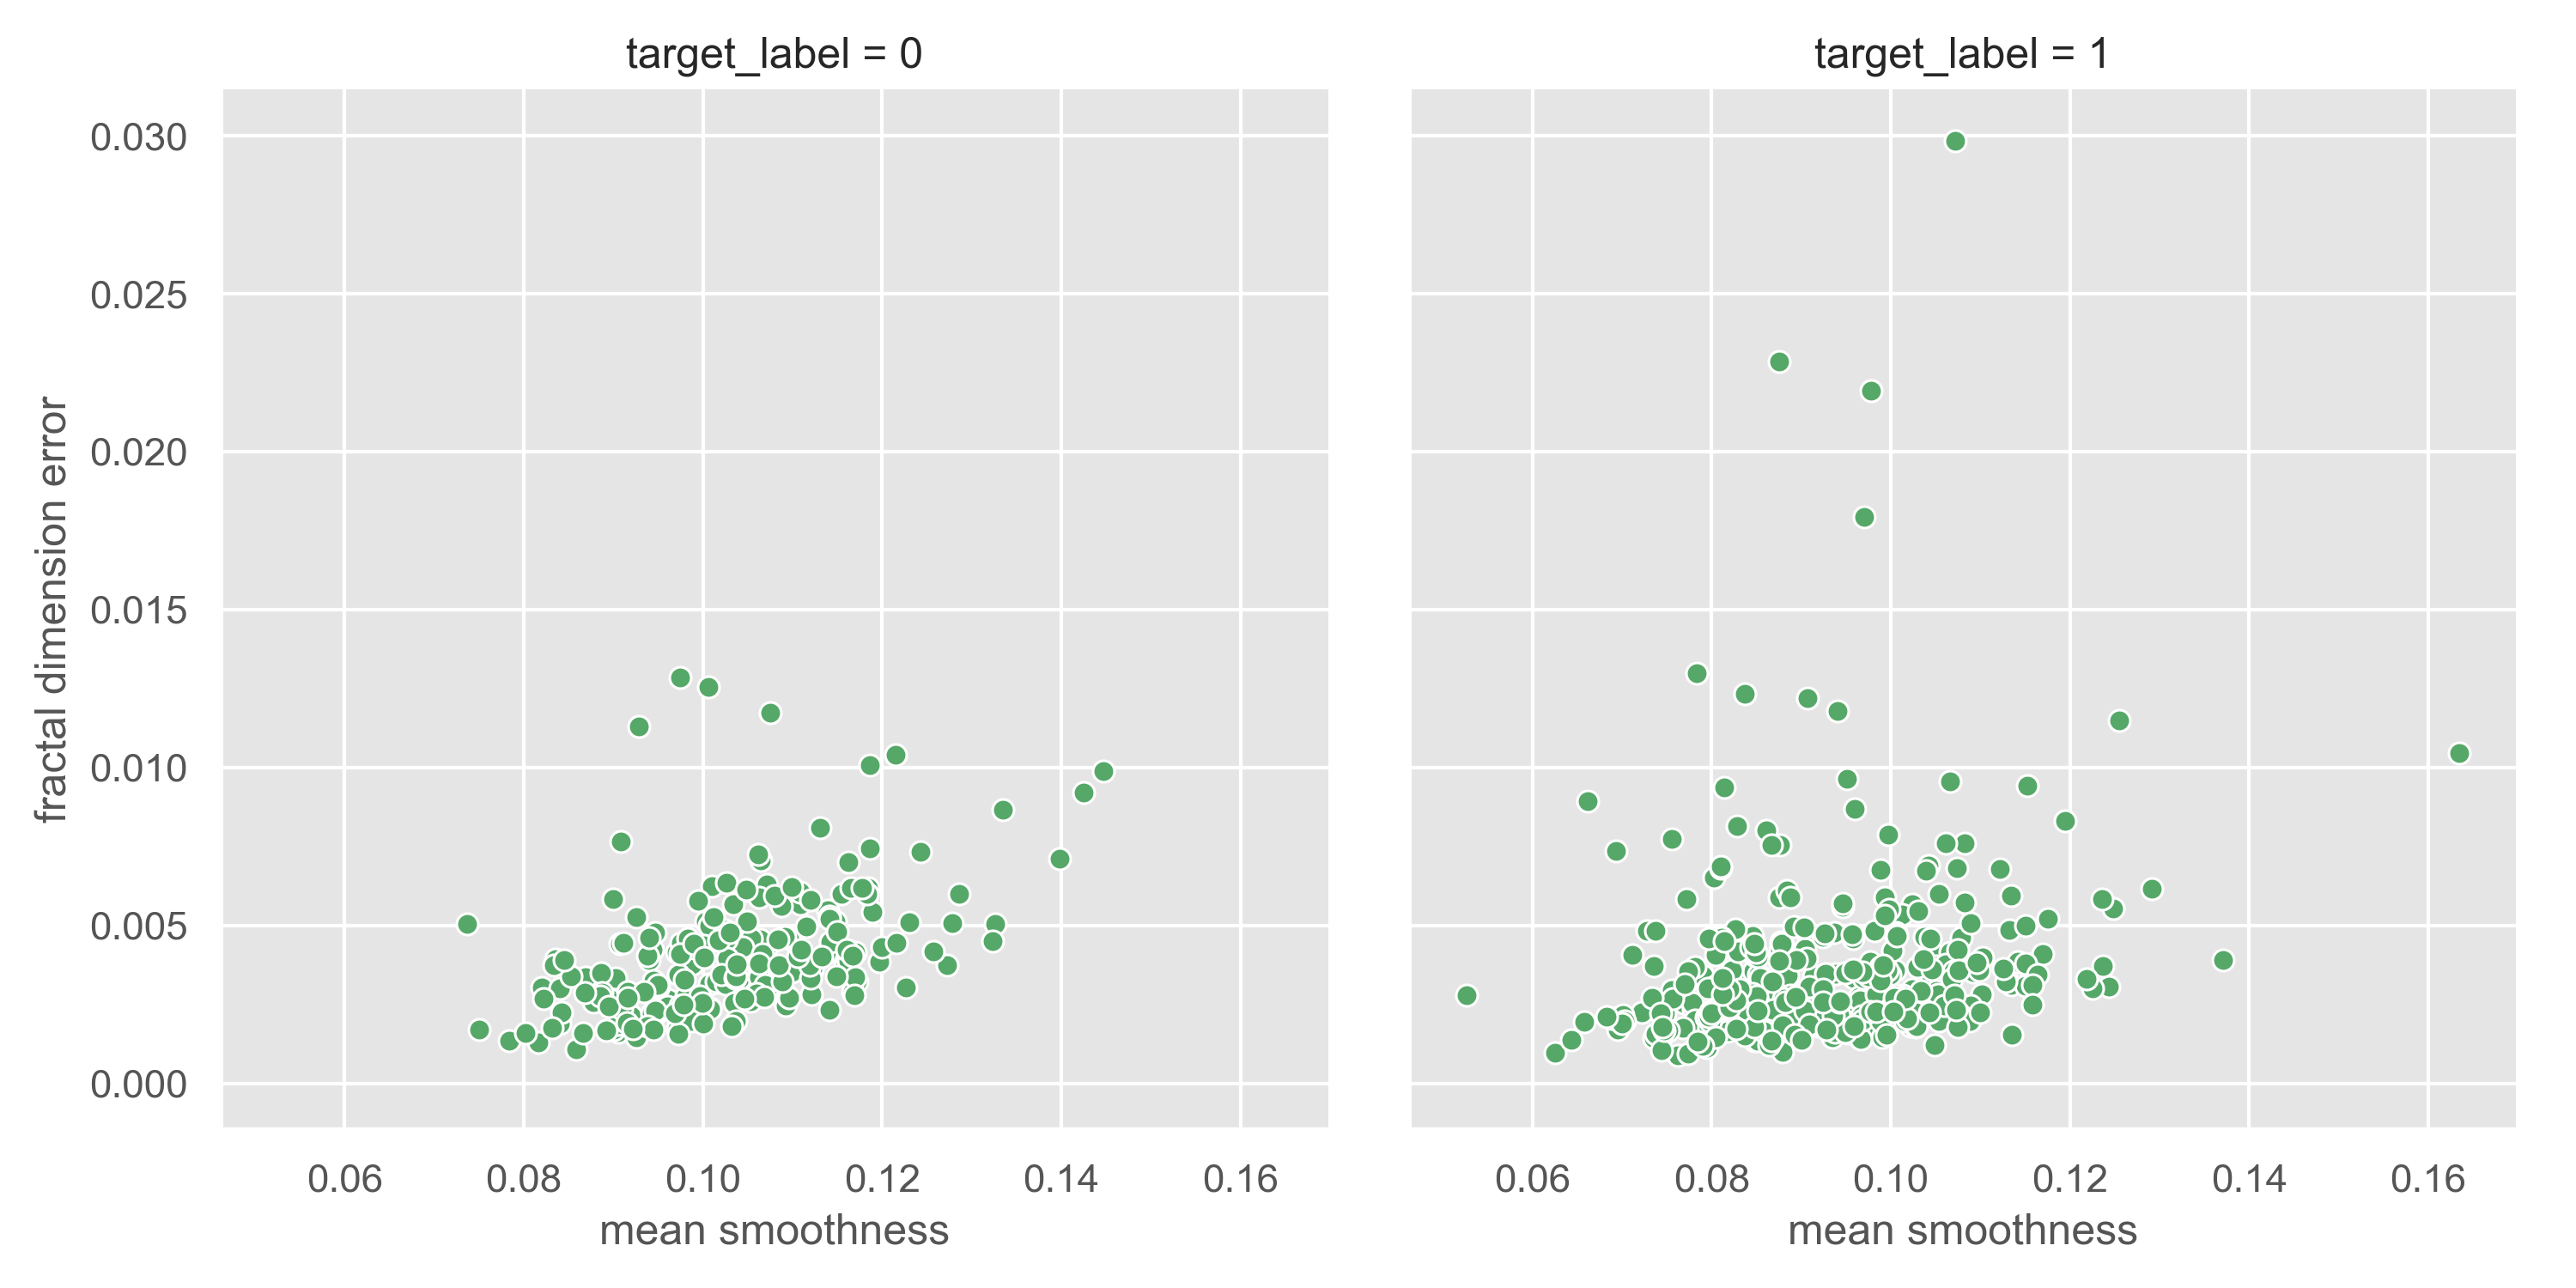 target_label = 0
target_label = 1
0.030
0.025
0.020
0.015
0.010
0.005
0.000
fractal dimension error
0.06 0.08 0.10 0.12 0.14 0.16
0.06 0.08 0.10 0.12 0.14 0.16
mean smoothness
mean smoothness